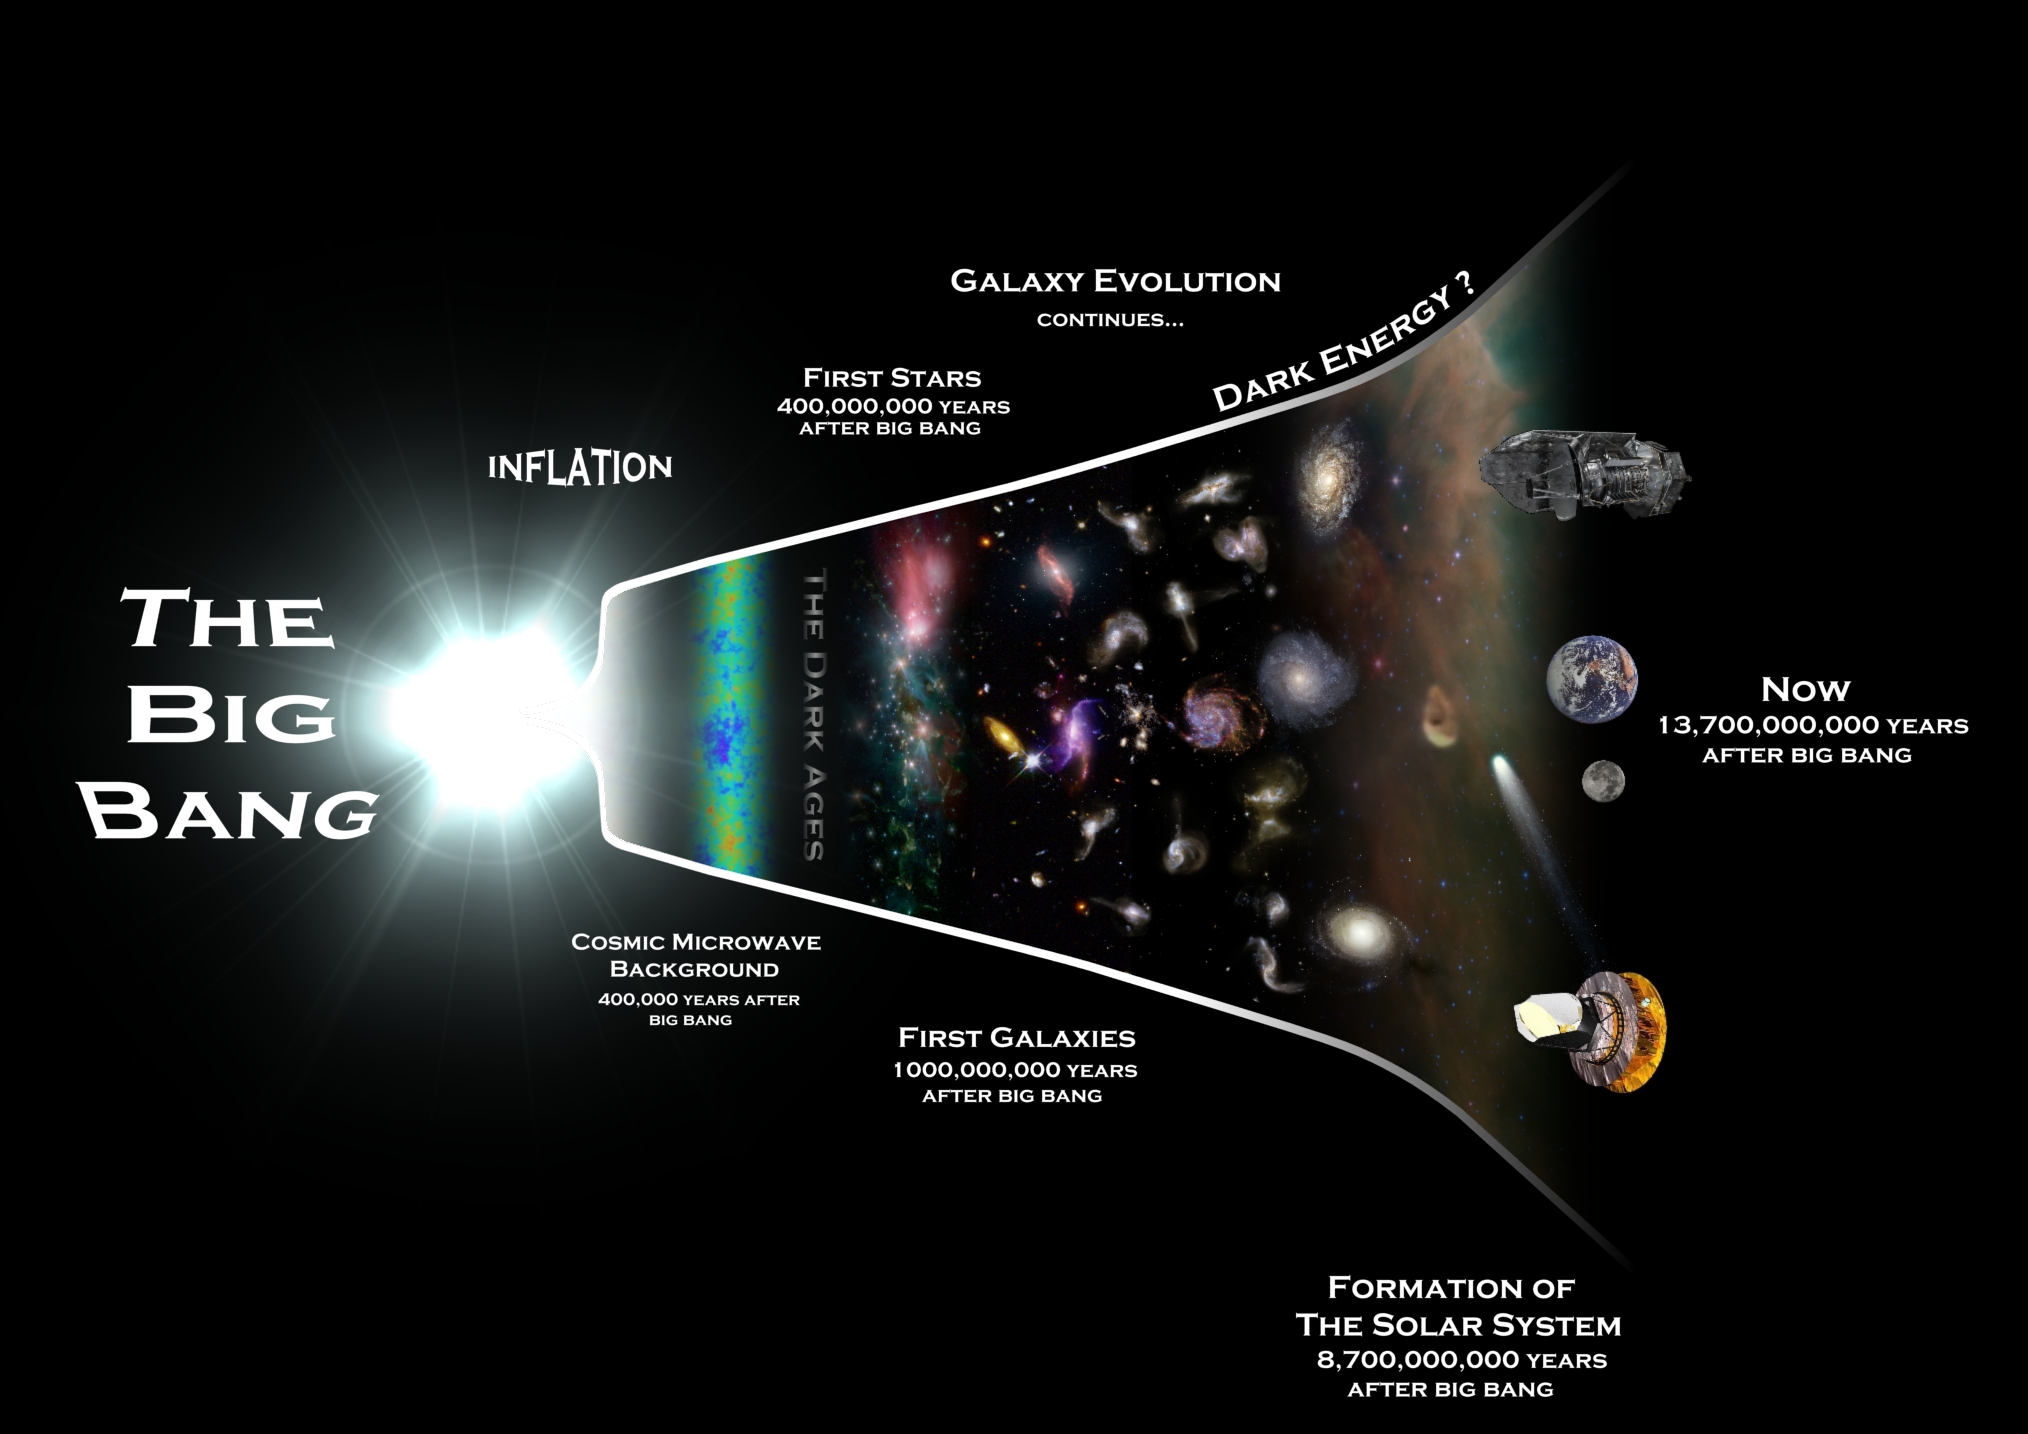 THE
BIG
BANG
INFLATION
COSMIC MICROWAVE
BACKGROUND
400,000 YEARS AFTER
BIG BANG
THE DARK AGES
FIRST STARS
400,000,000 YEARS
AFTER BIG BANG
FIRST GALAXIES
1000,000,000 YEARS
AFTER BIG BANG
GALAXY EVOLUTION
CONTINUES...
DARK ENERGY ?
FORMATION OF
THE SOLAR SYSTEM
8,700,000,000 YEARS
AFTER BIG BANG
NOW
13,700,000,000 YEARS
AFTER BIG BANG